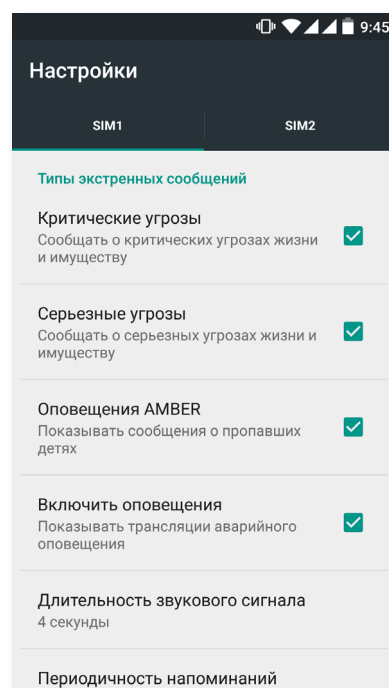 9:45
Настройки
SIM1 SIM2
Типы экстренных сообщений
Критические угрозы
Сообщать о критических угрозах жизни
и имуществу
Серьезные угрозы
Сообщать о серьезных угрозах жизни и
имуществу
Оповещения AMBER
Показывать сообщения о пропавших
детях
Включить оповещения
Показывать трансляции аварийного
оповещения
Длительность звукового сигнала
4 секунды
Периодичность напоминаний